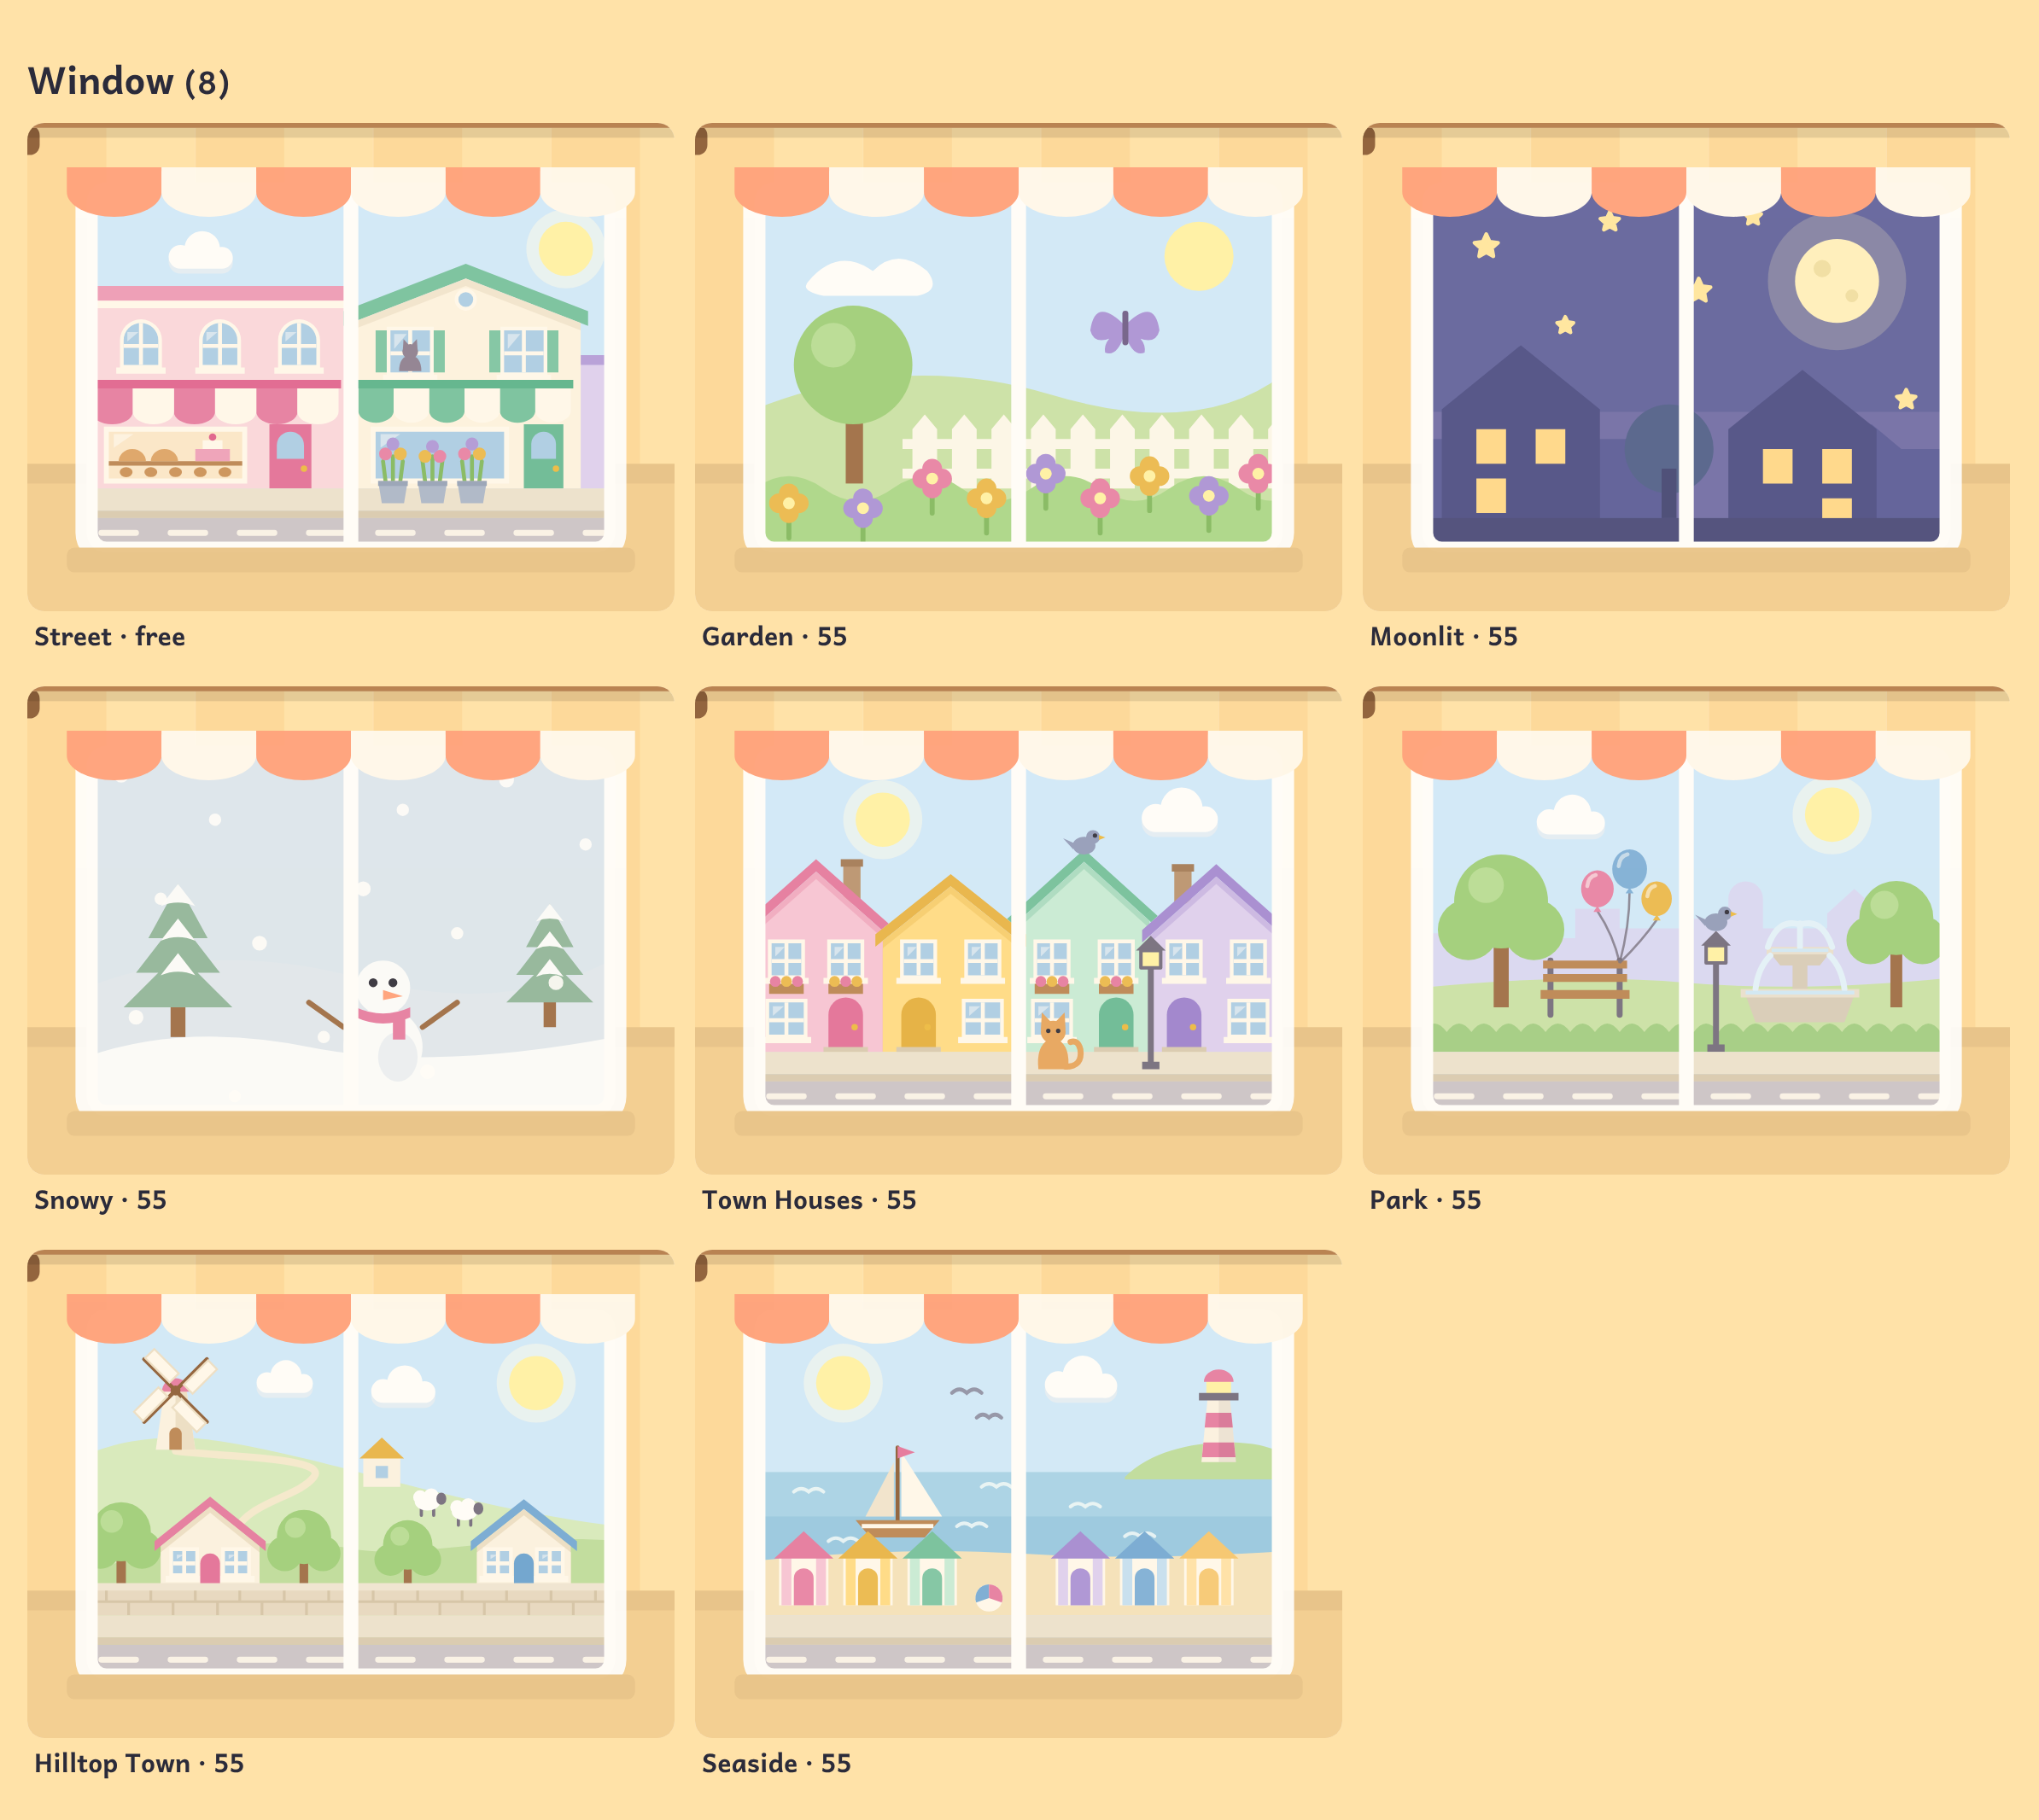 Window (8)
Street · free
Garden · 55
Moonlit · 55
Snowy · 55
Town Houses · 55
Park · 55
Hilltop Town · 55
Seaside · 55